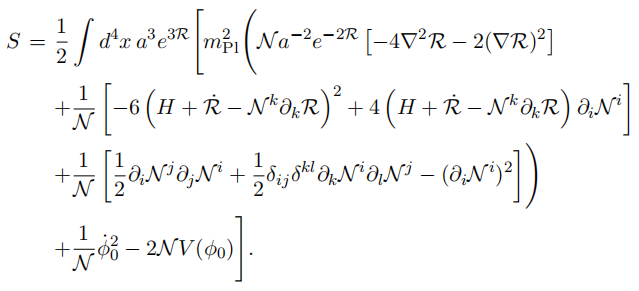 S = \frac{1}{2} \int d^4x \, a^3 e^{3\mathcal{R}} \Bigg[ m_{\rm Pl}^2 \Bigg( \mathcal{N} a^{-2} e^{-2\mathcal{R}} \left[ -4\nabla^2 \mathcal{R} - 2(\nabla \mathcal{R})^2 \right]
+ \frac{1}{\mathcal{N}} \left[ -6 \left( H + \dot{\mathcal{R}} - \mathcal{N}^k \partial_k \mathcal{R} \right)^2 + 4 \left( H + \dot{\mathcal{R}} - \mathcal{N}^k \partial_k \mathcal{R} \right) \partial_i \mathcal{N}^i \right]
+ \frac{1}{\mathcal{N}} \left[ \frac{1}{2} \partial_i \mathcal{N}^j \partial_j \mathcal{N}^i + \frac{1}{2} \delta_{ij} \delta^{kl} \partial_k \mathcal{N}^i \partial_l \mathcal{N}^j - (\partial_i \mathcal{N}^i)^2 \right] \Bigg)
+ \frac{1}{\mathcal{N}} \dot{\phi}_0^2 - 2\mathcal{N} V(\phi_0) \Bigg].